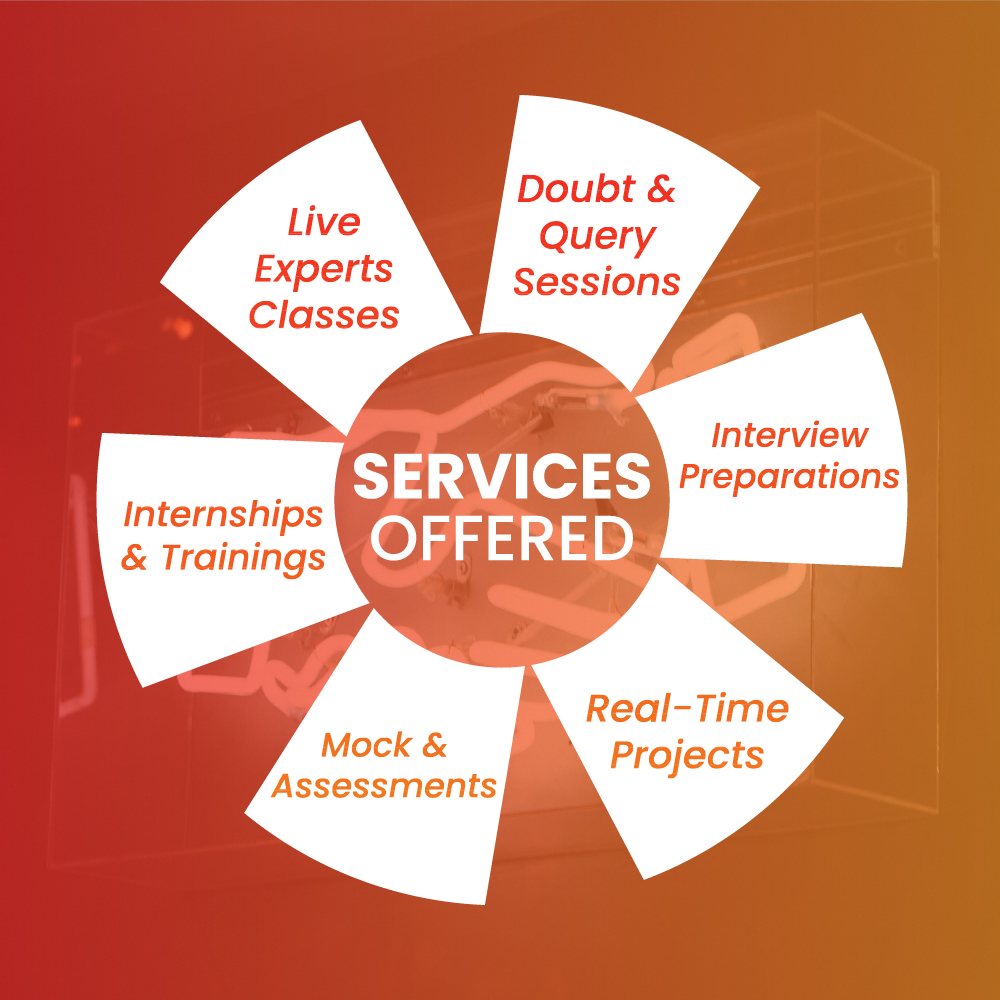 SERVICES
OFFERED
Live
Experts
Classes
Doubt &
Query
Sessions
Interview
Preparations
Real-Time
Projects
Mock &
Assessments
Internships
& Trainings